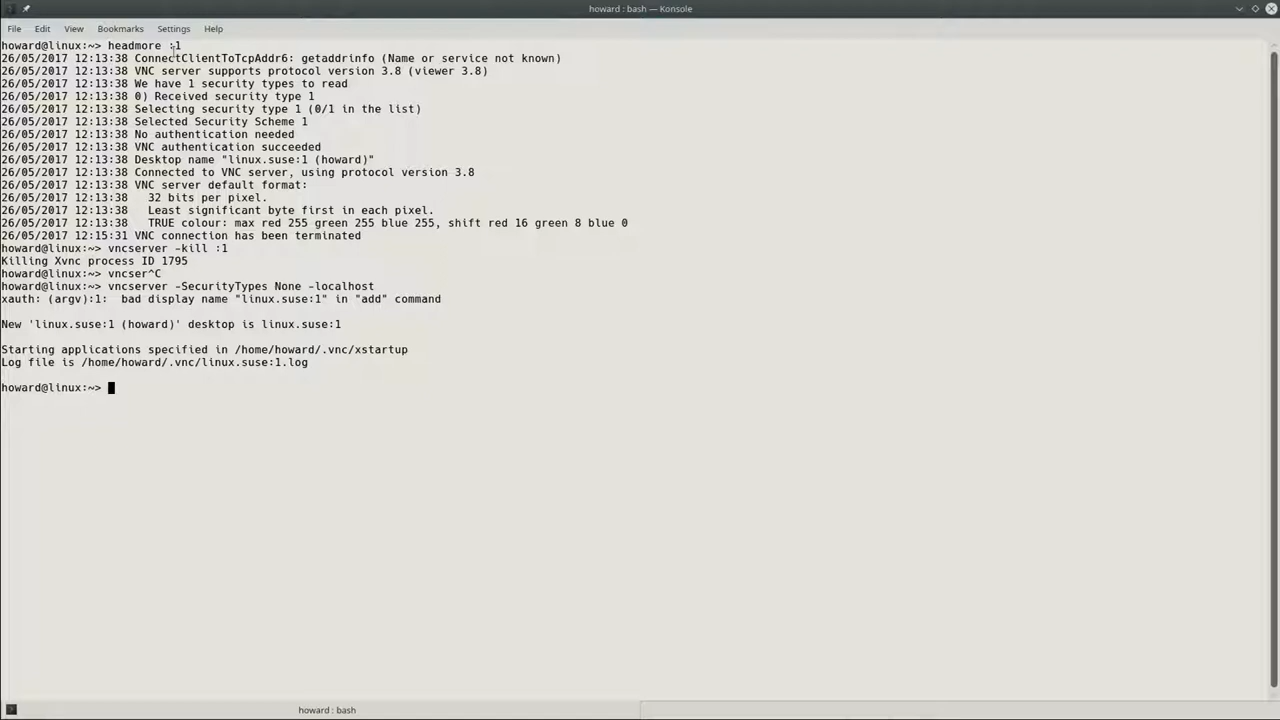 howard : bash — Konsole
File Edit View Bookmarks Settings Help
howard@linux:~> headmore :1
26/05/2017 12:13:38 ConnectClientToTcpAddr6: getaddrinfo (Name or service not known)
26/05/2017 12:13:38 VNC server supports protocol version 3.8 (viewer 3.8)
26/05/2017 12:13:38 We have 1 security types to read
26/05/2017 12:13:38 0) Received security type 1
26/05/2017 12:13:38 Selecting security type 1 (0/1 in the list)
26/05/2017 12:13:38 Selected Security Scheme 1
26/05/2017 12:13:38 No authentication needed
26/05/2017 12:13:38 VNC authentication succeeded
26/05/2017 12:13:38 Desktop name "linux.suse:1 (howard)"
26/05/2017 12:13:38 Connected to VNC server, using protocol version 3.8
26/05/2017 12:13:38 VNC server default format:
26/05/2017 12:13:38   32 bits per pixel.
26/05/2017 12:13:38   Least significant byte first in each pixel.
26/05/2017 12:13:38   TRUE colour: max red 255 green 255 blue 255, shift red 16 green 8 blue 0
26/05/2017 12:15:31 VNC connection has been terminated
howard@linux:~> vncserver -kill :1
Killing Xvnc process ID 1795
howard@linux:~> vncser^C
howard@linux:~> vncserver -SecurityTypes None -localhost
xauth: (argv):1:  bad display name "linux.suse:1" in "add" command
New 'linux.suse:1 (howard)' desktop is linux.suse:1
Starting applications specified in /home/howard/.vnc/xstartup
Log file is /home/howard/.vnc/linux.suse:1.log
howard@linux:~>
howard : bash